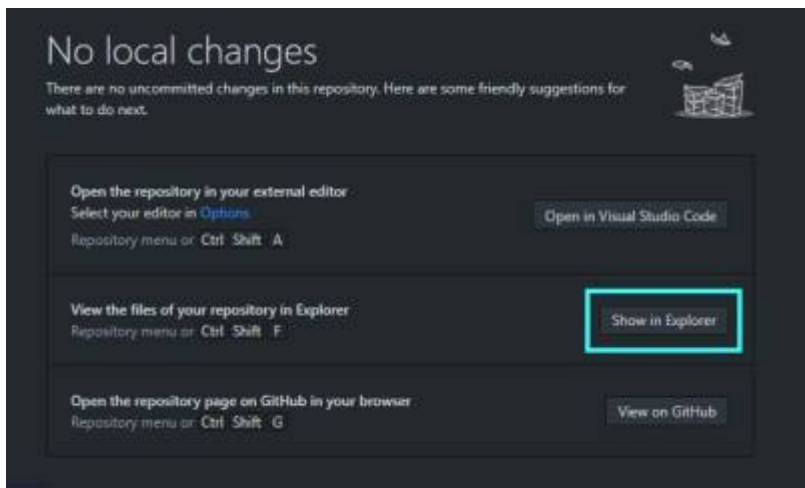 No local changes
There are no uncommitted changes in this repository. Here are some friendly suggestions for
what to do next.
Open the repository in your external editor
Select your editor in Options
Repository menu or Ctrl Shift A
Open in Visual Studio Code
View the files of your repository in Explorer
Repository menu or Ctrl Shift F
Show in Explorer
Open the repository page on GitHub in your browser
Repository menu or Ctrl Shift G
View on GitHub